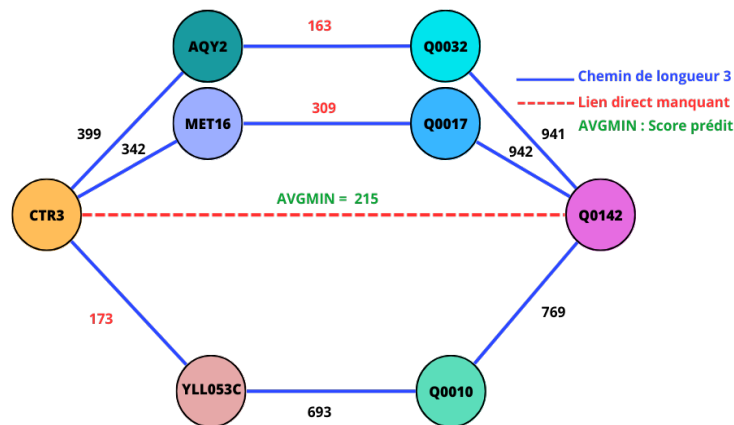 163
AQY2
Q0032
Chemin de longueur 3
Lien direct manquant
AVGMIN : Score prédit
309
MET16
Q0017
399
342
941
942
AVGMIN = 215
CTR3
Q0142
173
769
YLL053C
Q0010
693